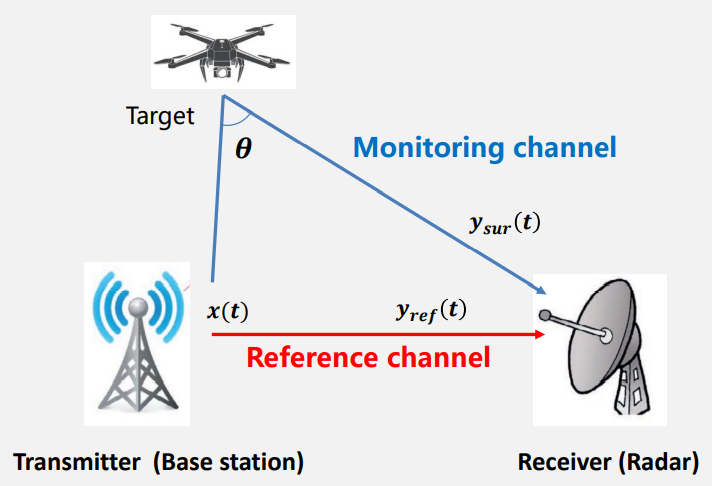 Target
θ
Monitoring channel
y_sur(t)
x(t)
y_ref(t)
Reference channel
Transmitter (Base station)
Receiver (Radar)